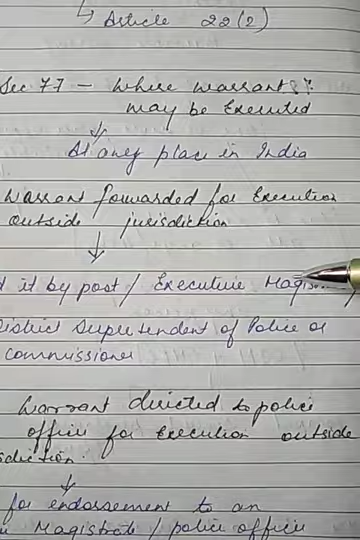 ↳ Article 22(2)
Sec 77 - Where warrants
may be Executed
↓
At any place in India
Warrant forwarded for Execution
outside jurisdiction
↓
it by post / Executive
District Superintendent of Police or
commissioner
Warrant directed to police
officer for Execution outside
↓
for endorsement to an
Magistrate / police officer